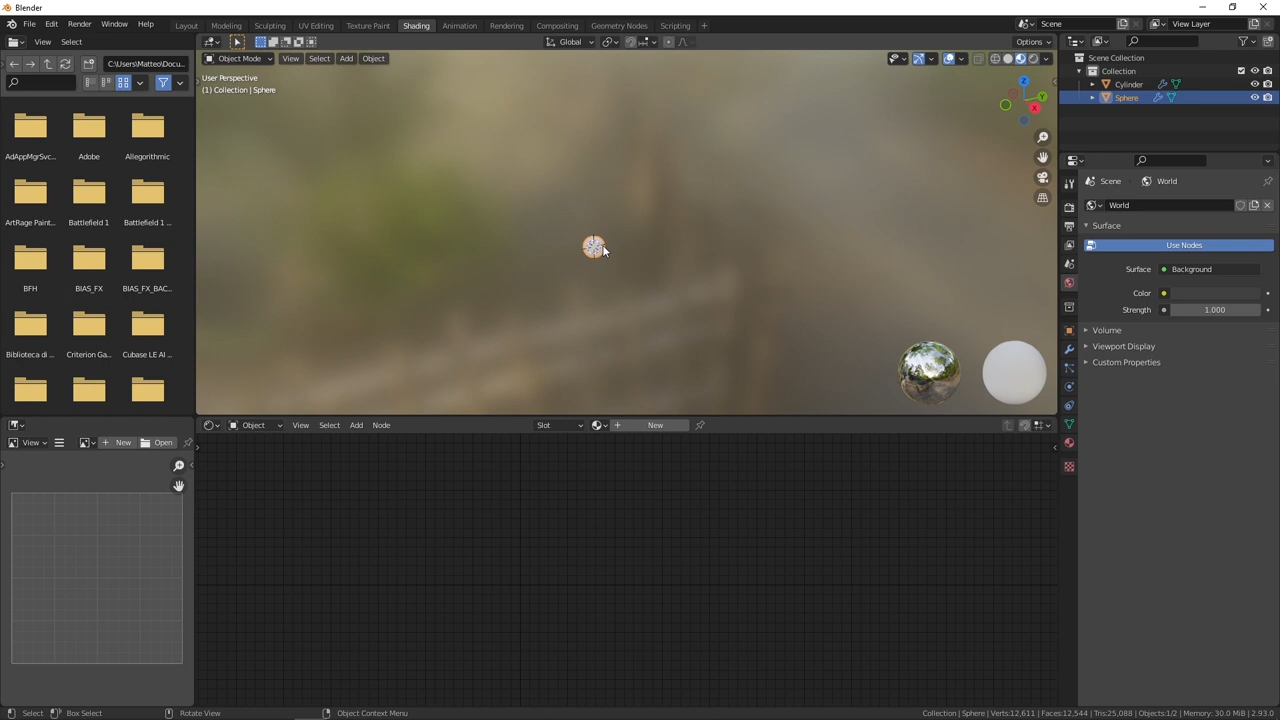 Blender
File Edit Render Window Help Layout Modeling Sculpting UV Editing Texture Paint Shading Animation Rendering Compositing Geometry Nodes Scripting Scene View Layer
View Select Global Options
C:\Users\Matteo\Docu... Object Mode View Select Add Object
User Perspective
(1) Collection | Sphere
Scene Collection
Collection
Cylinder
Sphere
AdAppMgrSvc... Adobe Allegorithmic
ArtRage Paint... Battlefield 1 Battlefield 1 ...
BFH BIAS_FX BIAS_FX_BAC...
Biblioteca di ... Criterion Ga... Cubase LE AI ...
Z
Y
X
Scene World
World
Surface
Use Nodes
Surface Background
Color
Strength 1.000
Volume
Viewport Display
Custom Properties
Object View Select Add Node Slot New
View New Open
Select Box Select Rotate View Object Context Menu Collection | Sphere | Verts:12,611 | Faces:12,544 | Tris:25,088 | Objects:1/2 | Memory: 30.0 MiB | 2.93.0